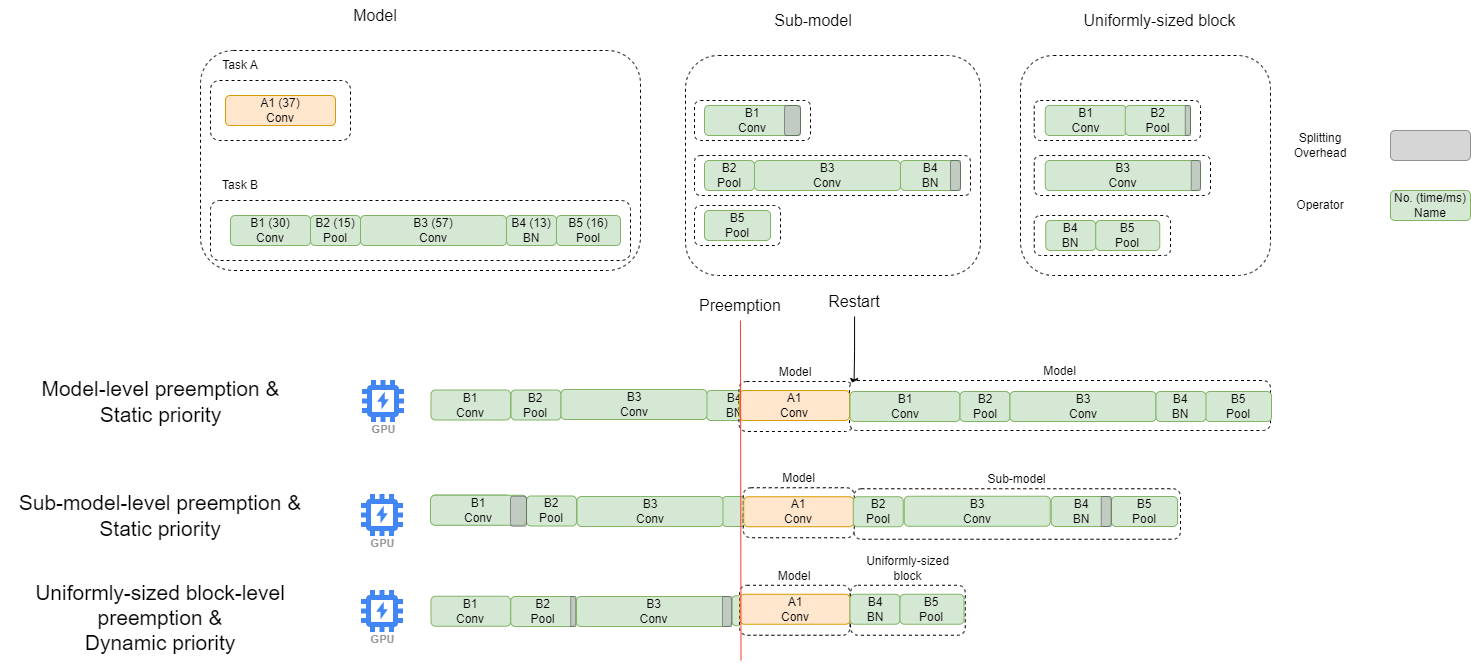 Model
Sub-model
Uniformly-sized block
Task A
A1 (37)
Conv
Task B
B1 (30)
Conv
B2 (15)
Pool
B3 (57)
Conv
B4 (13)
BN
B5 (16)
Pool
B1
Conv
B2
Pool
B3
Conv
B4
BN
B5
Pool
B1
Conv
B2
Pool
B3
Conv
B4
BN
B5
Pool
Splitting
Overhead
Operator
No. (time/ms)
Name
Preemption
Restart
Model-level preemption &
Static priority
GPU
B1
Conv
B2
Pool
B3
Conv
B4
BN
Model
A1
Conv
Model
B1
Conv
B2
Pool
B3
Conv
B4
BN
B5
Pool
Sub-model-level preemption &
Static priority
GPU
B1
Conv
B2
Pool
B3
Conv
Model
A1
Conv
Sub-model
B2
Pool
B3
Conv
B4
BN
B5
Pool
Uniformly-sized block-level
preemption &
Dynamic priority
GPU
B1
Conv
B2
Pool
B3
Conv
Model
A1
Conv
Uniformly-sized
block
B4
BN
B5
Pool